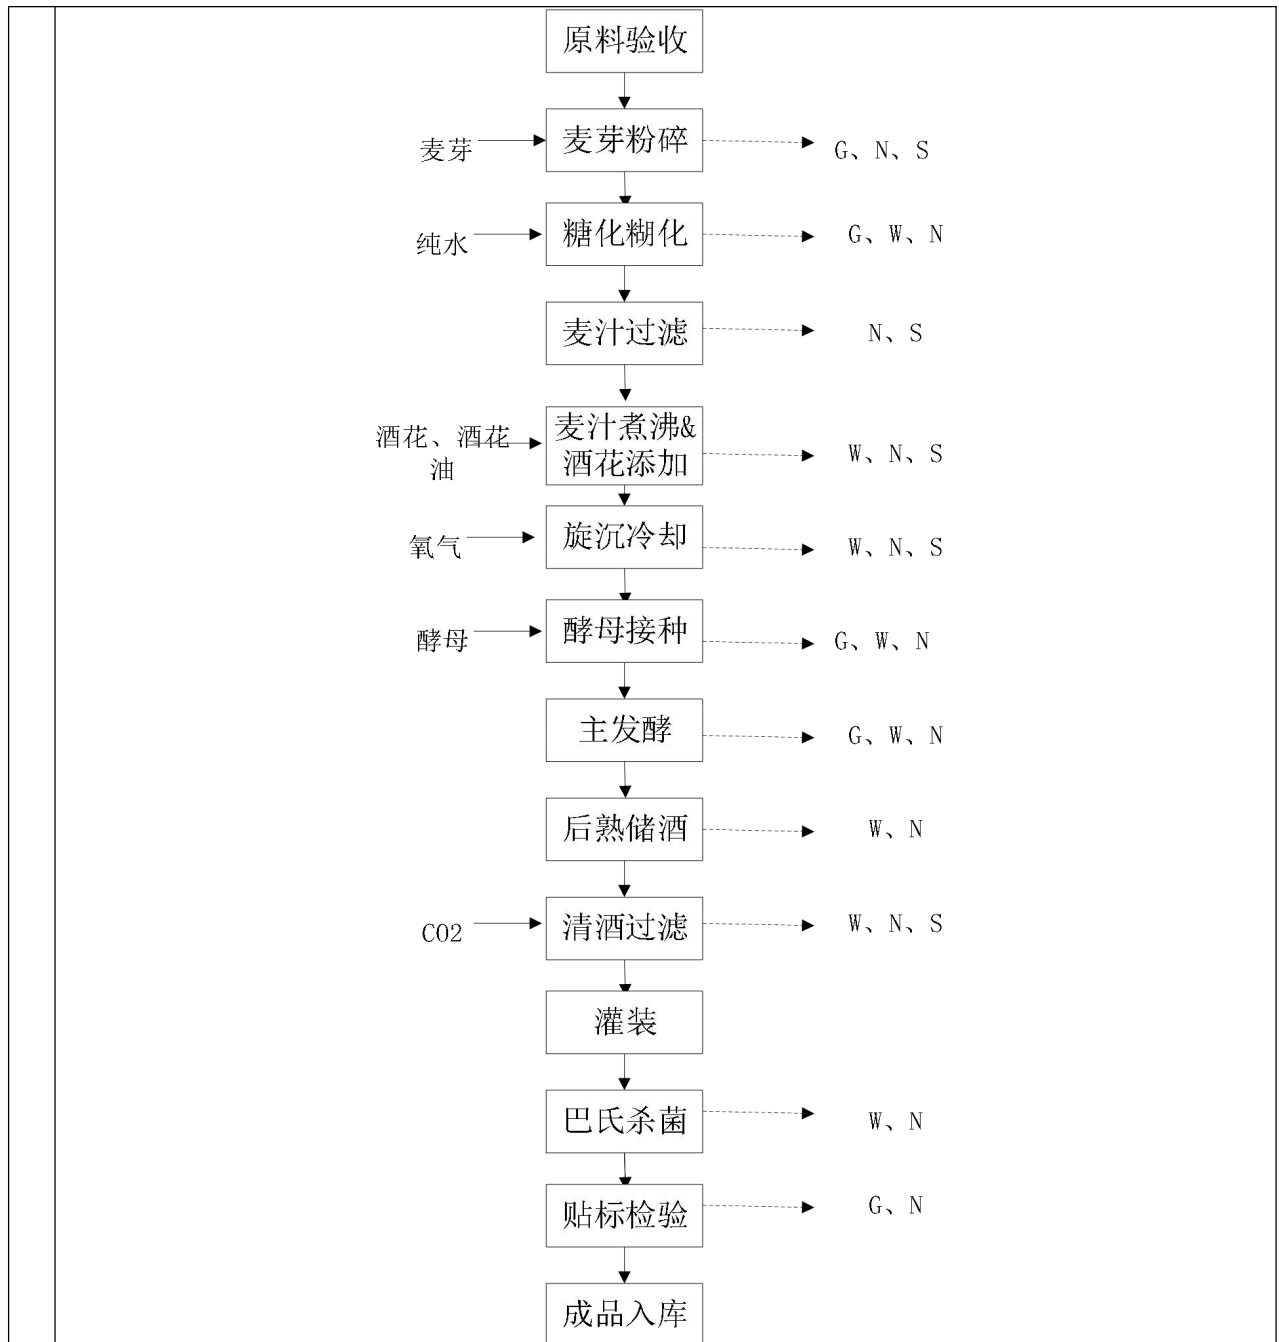 原料验收
麦芽
麦芽粉碎
G、N、S
纯水
糖化糊化
G、W、N
麦汁过滤
N、S
酒花、酒花
油
麦汁煮沸&
酒花添加
W、N、S
氧气
旋沉冷却
W、N、S
酵母
酵母接种
G、W、N
主发酵
G、W、N
后熟储酒
W、N
CO2
清酒过滤
W、N、S
灌装
巴氏杀菌
W、N
贴标检验
G、N
成品入库